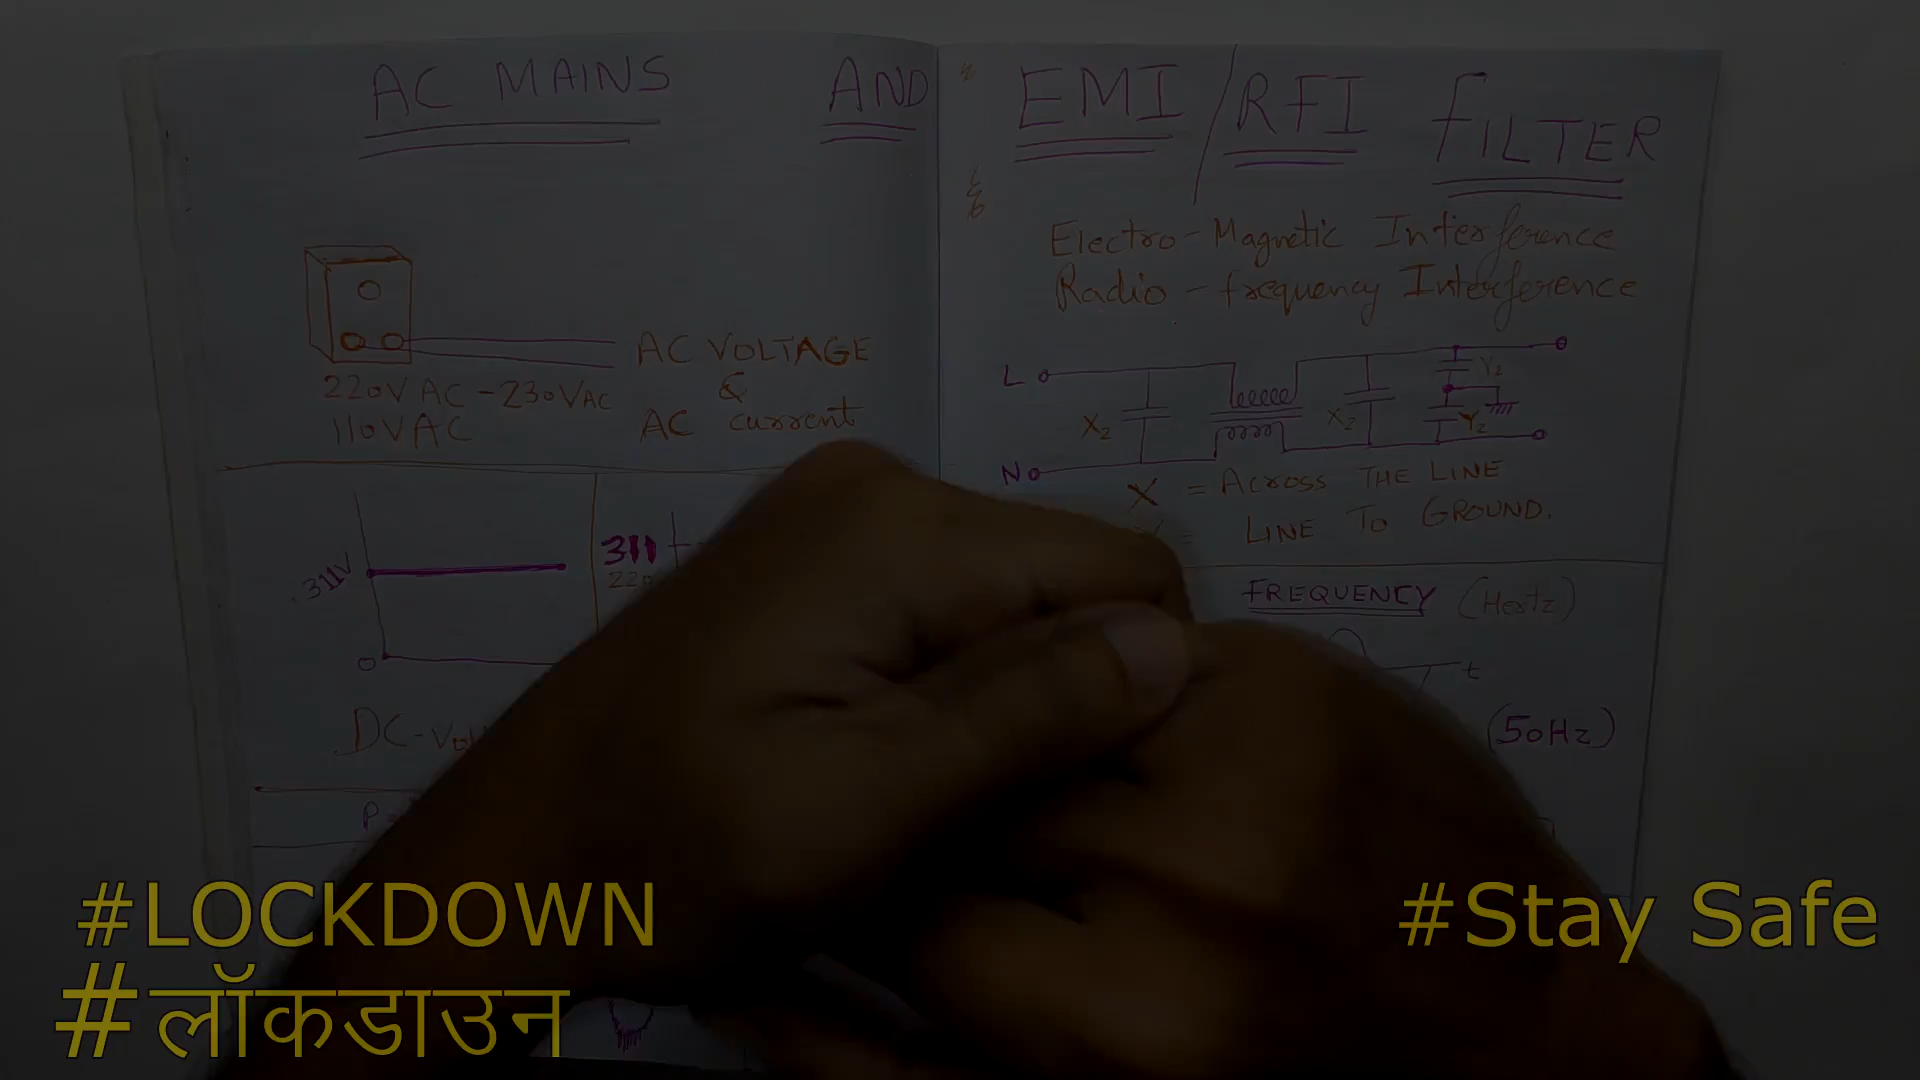 AC MAINS AND EMI/RFI FILTER
Electro-Magnetic Interference
Radio-frequency Interference
AC VOLTAGE
&
AC current
220V AC - 230VAC
110VAC
L
X2
X2
Y2
Y2
N
X = ACROSS THE LINE
= LINE TO GROUND.
311V
O
DC-
311
FREQUENCY (Hertz)
t
(50Hz)
P
#LOCKDOWN
#लॉकडाउन
#Stay Safe